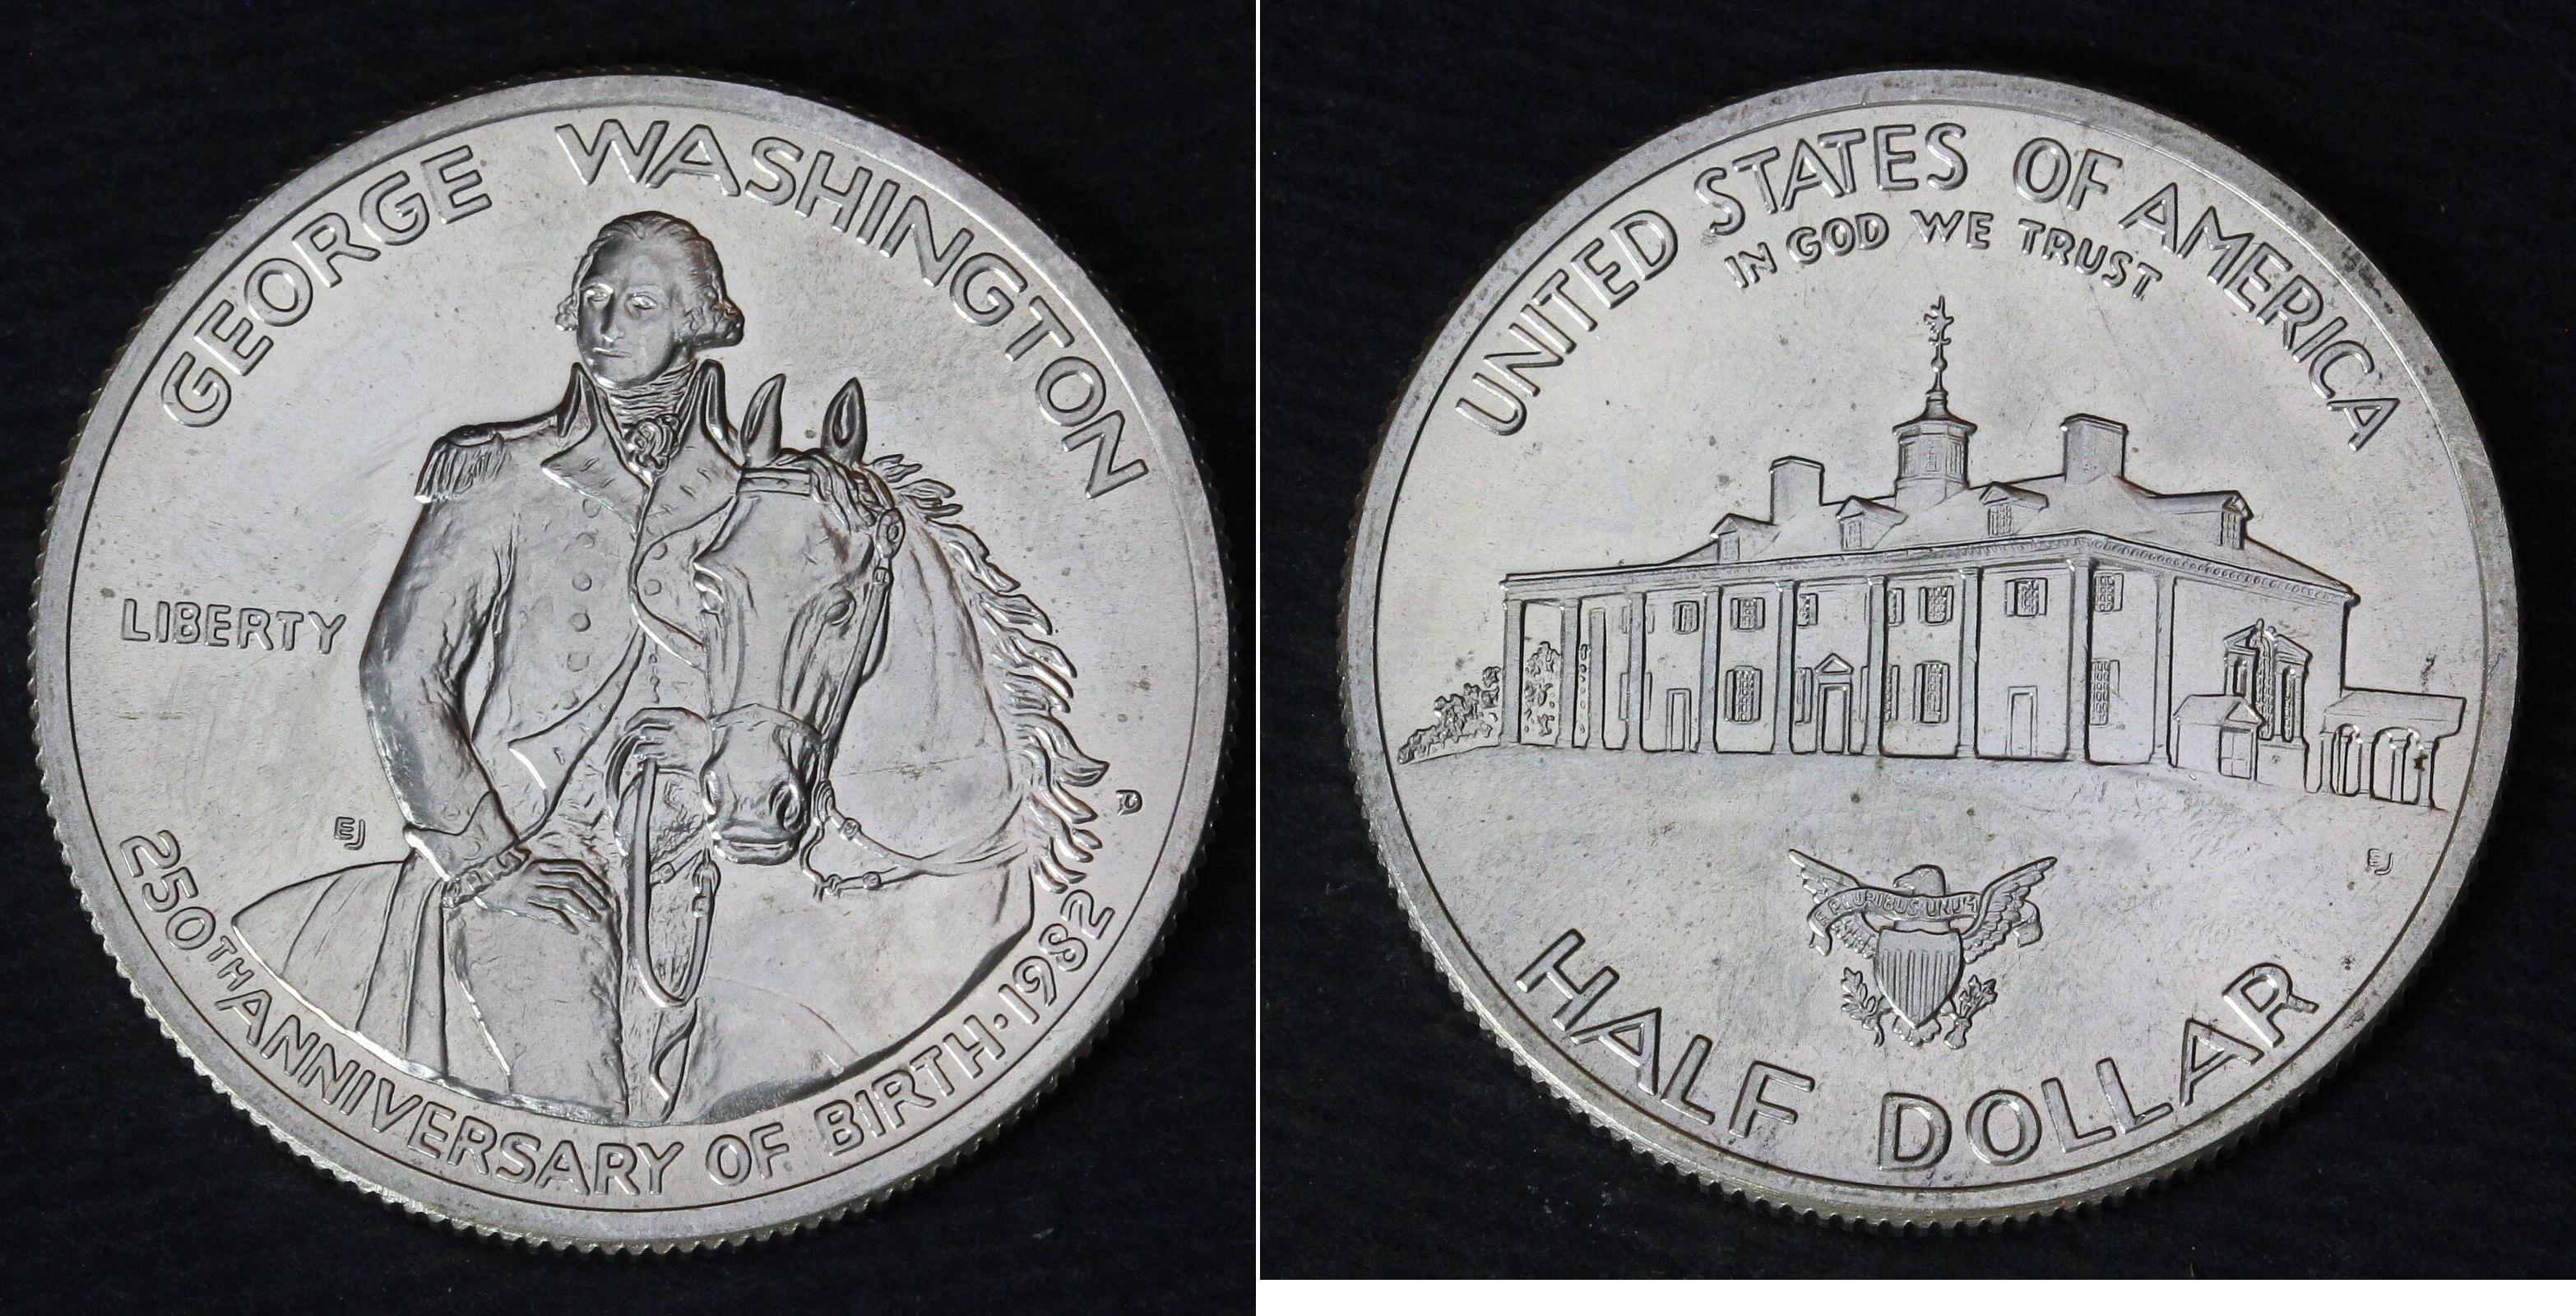 GEORGE WASHINGTON
LIBERTY
P
EJ
250TH ANNIVERSARY OF BIRTH·1982
UNITED STATES OF AMERICA
IN GOD WE TRUST
EJ
E PLURIBUS UNUM
HALF DOLLAR